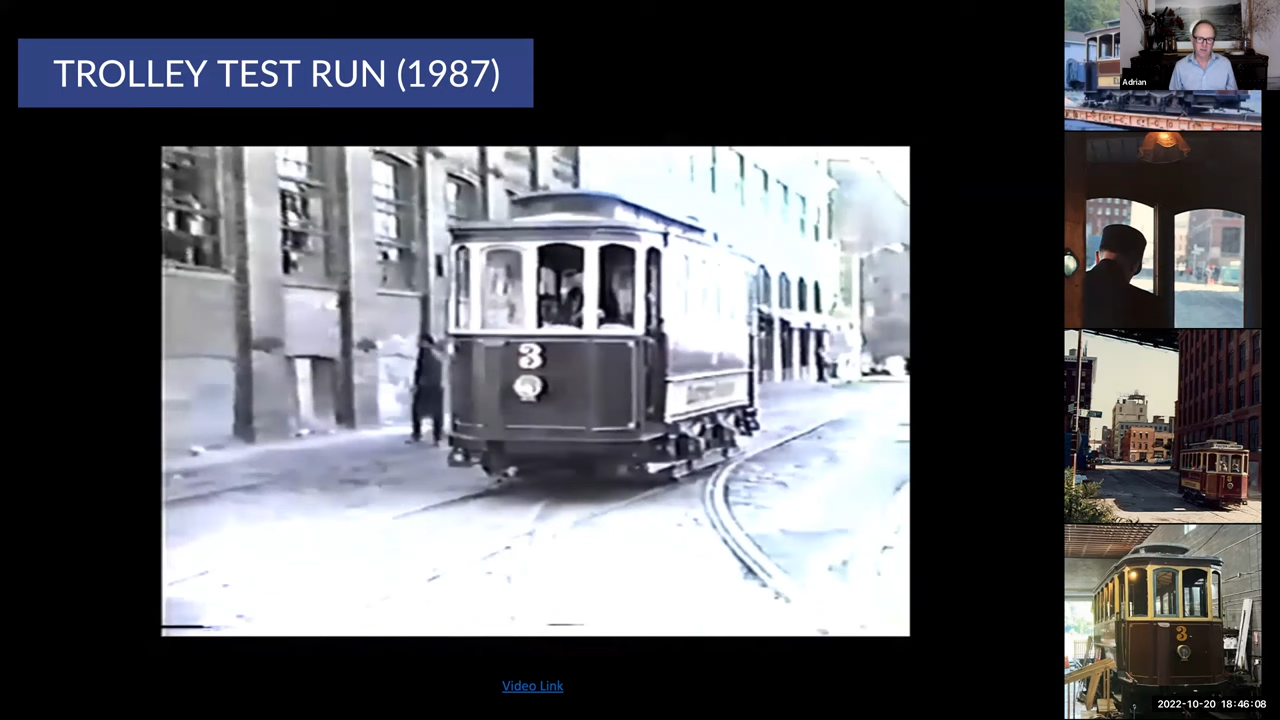 TROLLEY TEST RUN (1987)
Adrian
3
3
Video Link
2022-10-20 18:46:08